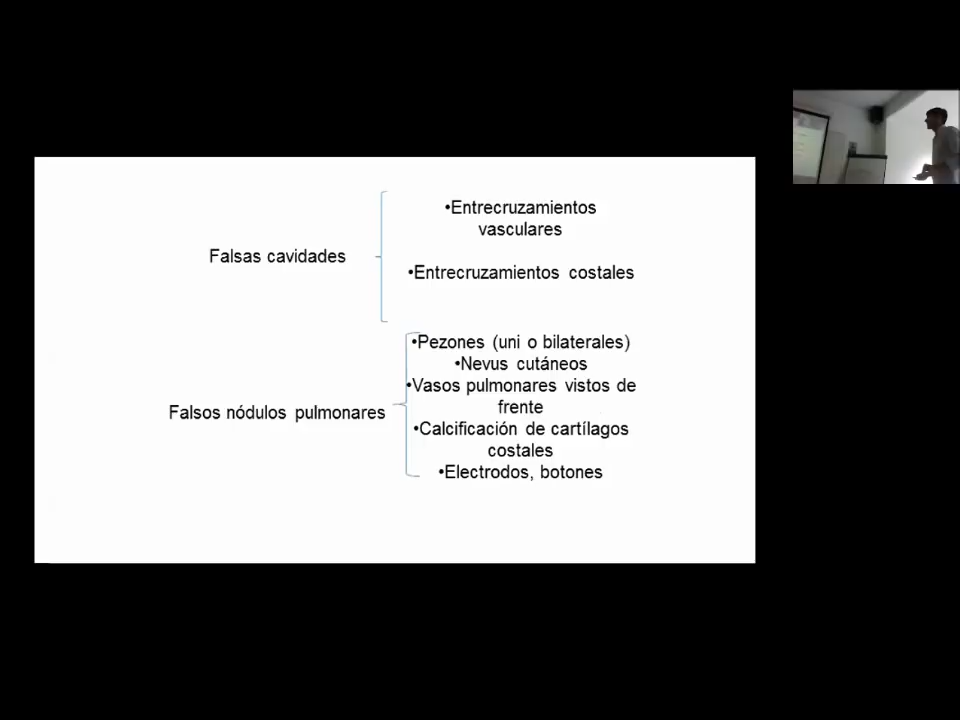 Falsas cavidades
•Entrecruzamientos
vasculares
•Entrecruzamientos costales
Falsos nódulos pulmonares
•Pezones (uni o bilaterales)
•Nevus cutáneos
•Vasos pulmonares vistos de
frente
•Calcificación de cartílagos
costales
•Electrodos, botones